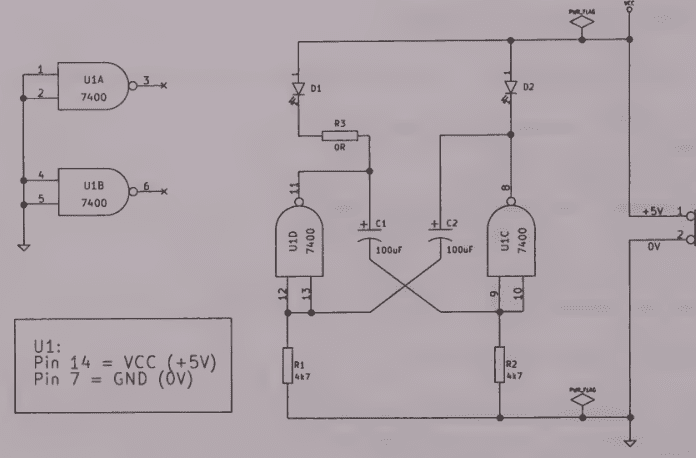 PWR_FLAG
VCC
1
2
U1A
7400
3
4
5
U1B
7400
6
1
D1
1
D2
R3
0R
11
U1D
7400
12
13
+
C1
100uF
+
C2
100uF
8
U1C
7400
9
10
+5V
1
2
0V
R1
4k7
R2
4k7
PWR_FLAG
U1:
Pin 14 = VCC (+5V)
Pin 7 = GND (0V)